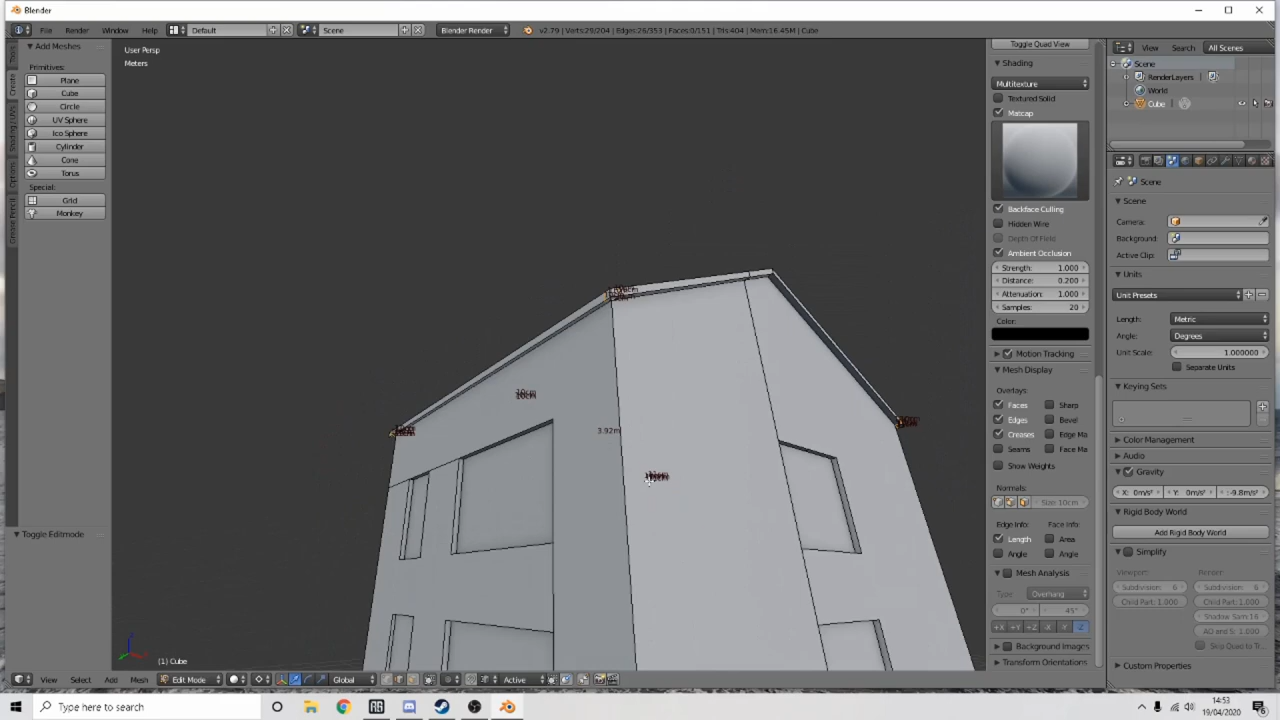 Blender
File Render Window Help Default Scene Blender Render v2.79 | Verts:29/204 | Edges:26/353 | Faces:0/151 | Tris:404 | Mem:16.45M | Cube
View Search All Scenes
Add Meshes
Primitives:
Plane
Cube
Circle
UV Sphere
Ico Sphere
Cylinder
Cone
Torus
Special:
Grid
Monkey
Toggle Editmode
Tools
Create
Shading / UVs
Options
Grease Pencil
User Persp
Meters
10cm
3.92m
(1) Cube
Toggle Quad View
Shading
Multitexture
Textured Solid
Matcap
Backface Culling
Hidden Wire
Depth Of Field
Ambient Occlusion
Strength: 1.000
Distance: 0.200
Attenuation: 1.000
Samples: 20
Color:
Motion Tracking
Mesh Display
Overlays:
Faces Sharp
Edges Bevel
Creases Edge Ma
Seams Face Ma
Show Weights
Normals:
Size: 10cm
Edge Info: Face Info:
Length Area
Angle Angle
Mesh Analysis
Type Overhang
0° 45°
+X +Y +Z -X -Y -Z
Background Images
Transform Orientations
Scene
RenderLayers
World
Cube
Scene
Scene
Camera:
Background:
Active Clip:
Units
Unit Presets
Length: Metric
Angle: Degrees
Unit Scale: 1.000000
Separate Units
Keying Sets
Color Management
Audio
Gravity
X: 0m/s² Y: 0m/s² : -9.8m/s²
Rigid Body World
Add Rigid Body World
Simplify
Viewport: Render:
Subdivision: 6 Subdivision: 6
Child Part: 1.000 Child Part: 1.000
Shadow Sam: 16
AO and S: 1.000
Skip Quad to Tr...
Custom Properties
View Select Add Mesh Edit Mode Global Active
Type here to search
14:53
19/04/2020
6